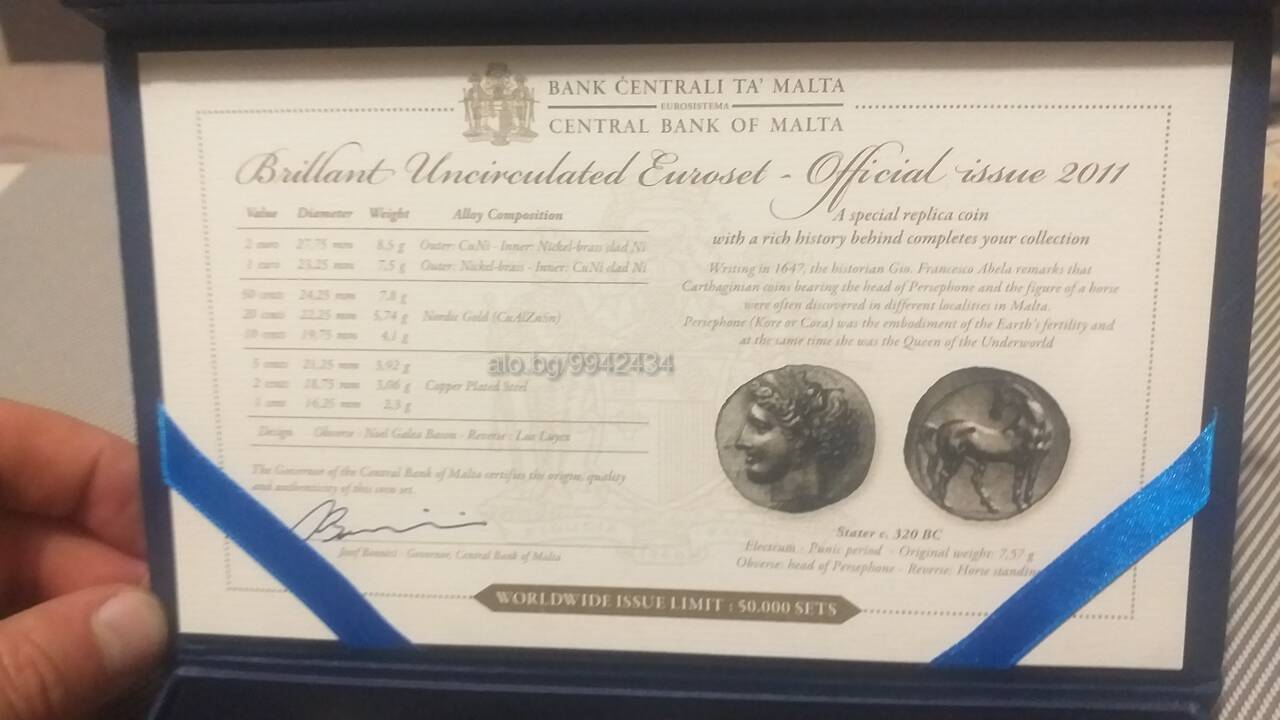 BANK ĊENTRALI TA' MALTA
EUROSISTEMA
CENTRAL BANK OF MALTA
Brillant Uncirculated Euroset - Official issue 2011
Value Diameter Weight Alloy Composition
2 euro 27,75 mm 8,5 g Outer: CuNi - Inner: Nickel-brass clad Ni
1 euro 23,25 mm 7,5 g Outer: Nickel-brass - Inner: CuNi clad Ni
50 cents 24,25 mm 7,8 g
20 cents 22,25 mm 5,74 g Nordic Gold (CuAlZnSn)
10 cents 19,75 mm 4,1 g
5 cents 21,25 mm 3,92 g
2 cents 18,75 mm 3,06 g Copper Plated Steel
1 cent 16,25 mm 2,3 g
Design Obverse - Noel Galea Bason - Reverse : Luc Luycx
The Governor of the Central Bank of Malta certifies the origin, quality
and authenticity of this coin set.
Josef Bonnici - Governor, Central Bank of Malta
A special replica coin
with a rich history behind completes your collection
Writing in 1647, the historian Gio. Francesco Abela remarks that
Carthaginian coins bearing the head of Persephone and the figure of a horse
were often discovered in different localities in Malta.
Persephone (Kore or Cora) was the embodiment of the Earth's fertility and
at the same time she was the Queen of the Underworld
Stater c. 320 BC
Electrum - Punic period - Original weight: 7,57 g
Obverse: head of Persephone - Reverse: Horse standin
WORLDWIDE ISSUE LIMIT : 50.000 SETS
alo.bg/9942434